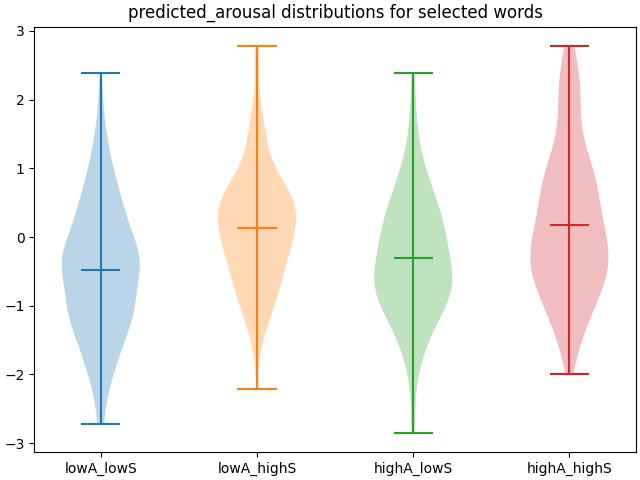 predicted_arousal distributions for selected words
3
2
1
0
−1
−2
−3
lowA_lowS
lowA_highS
highA_lowS
highA_highS